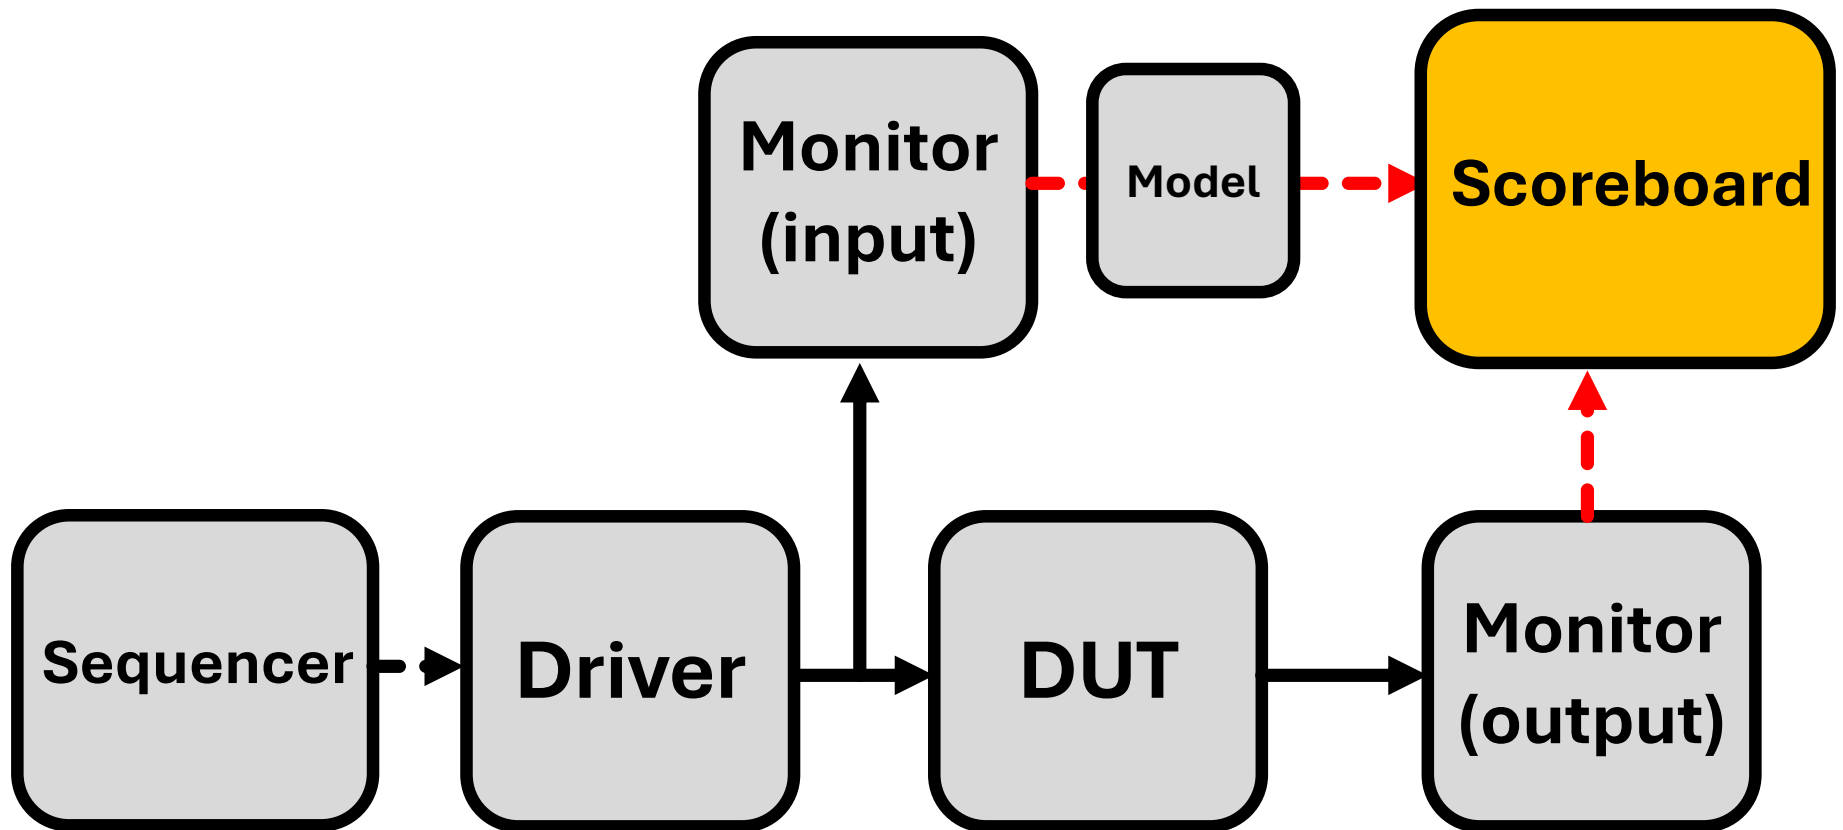 Monitor
(input)
Model
Scoreboard
Sequencer
Driver
DUT
Monitor
(output)